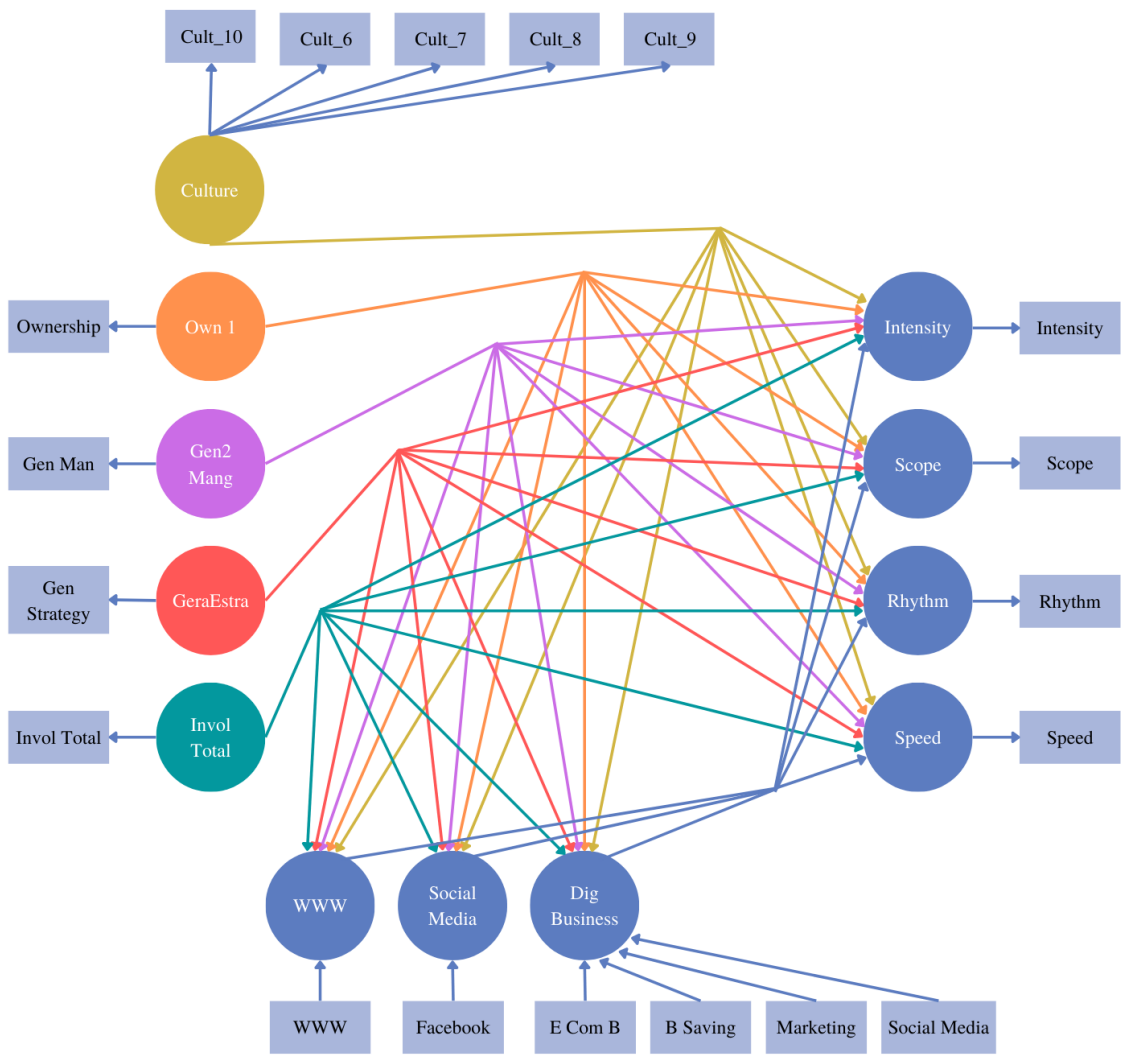 Cult_10
Cult_6
Cult_7
Cult_8
Cult_9
Culture
Ownership
Own 1
Intensity
Intensity
Gen Man
Gen2
Mang
Scope
Scope
Gen
Strategy
GeraEstra
Rhythm
Rhythm
Invol Total
Invol
Total
Speed
Speed
WWW
Social
Media
Dig
Business
WWW
Facebook
E Com B
B Saving
Marketing
Social Media